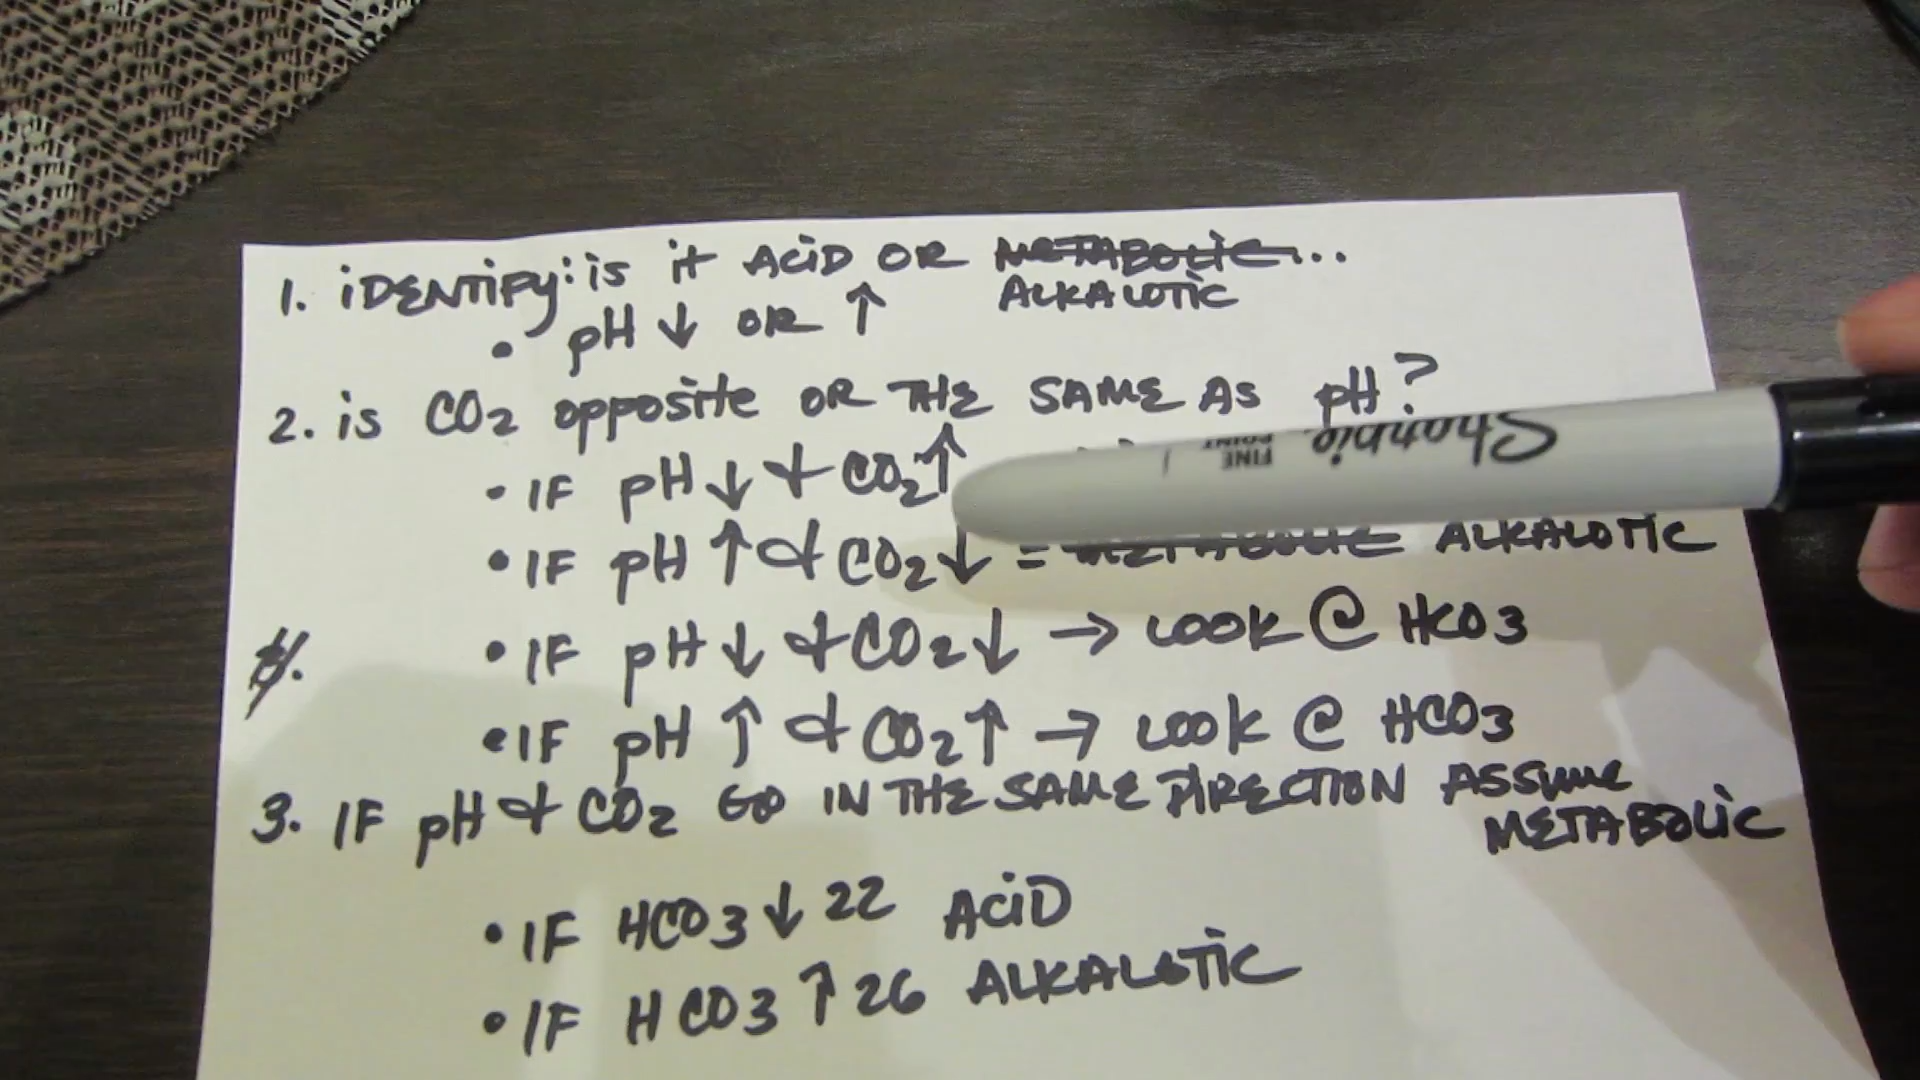 1. iDENTiFy: is it ACiD OR METABOLIC...
ALKALOTIC
• pH ↓ OR ↑
2. is CO2 opposite OR THE SAME AS pH?
• IF pH ↓ + CO2 ↑
Sharpie
FINE
POINT
• IF pH ↑ + CO2 ↓ = METABOLIC ALKALOTIC
• IF pH ↓ + CO2 ↓ → LOOK @ HCO3
• IF pH ↑ + CO2 ↑ → LOOK @ HCO3
3. IF pH + CO2 GO IN THE SAME DIRECTION ASSUME
METABOLIC
• IF HCO3 ↓ 22 ACiD
• IF HCO3 ↑ 26 ALKALOTIC